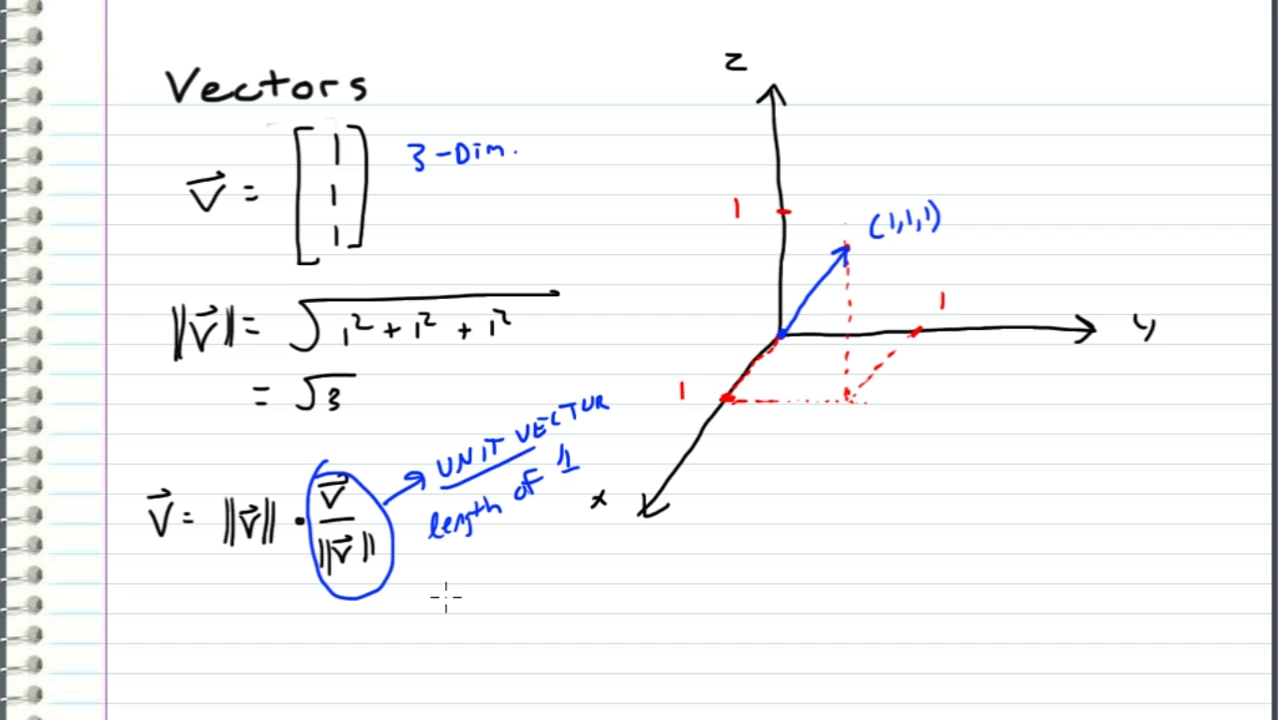 Vectors
v⃗ = [1 1 1] 3-Dim.
||v⃗|| = √(1² + 1² + 1²)
= √3
v⃗ = ||v⃗|| · v⃗/||v⃗||
UNIT VECTOR
length of 1
z
1
(1,1,1)
1
y
1
x